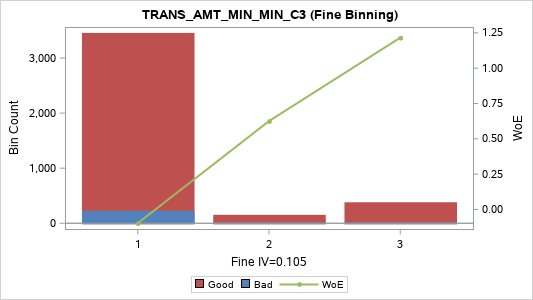 TRANS_AMT_MIN_MIN_C3 (Fine Binning)
Bin Count
3,000
2,000
1,000
0
1.25
1.00
0.75
0.50
0.25
0.00
WoE
1 2 3
Fine IV=0.105
Good Bad WoE